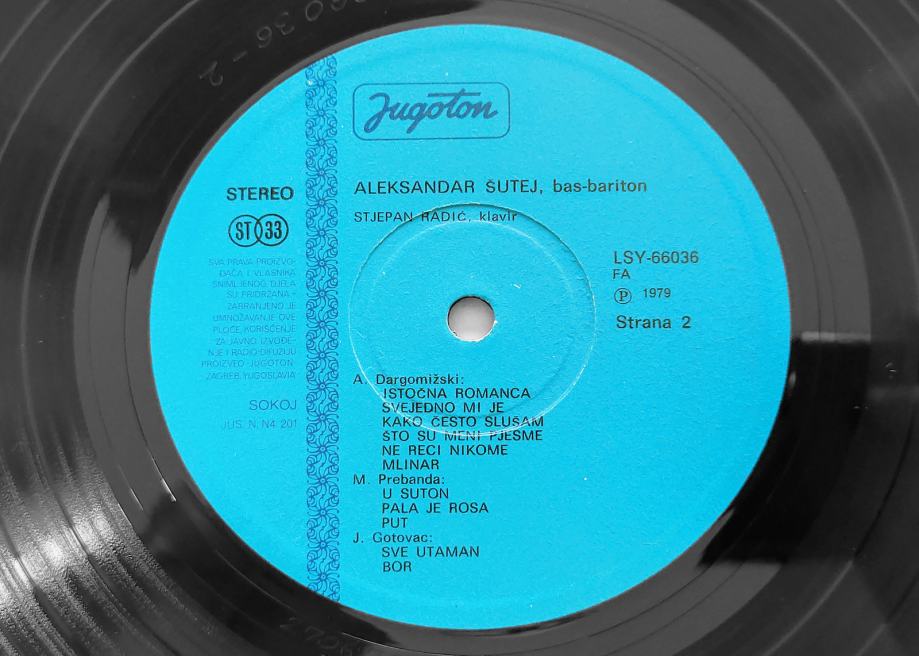 Jugoton
ALEKSANDAR ŠUTEJ, bas-bariton
STJEPAN RADIĆ, klavir
STEREO
ST 33
SVA PRAVA PROIZVO-
ĐAČA I VLASNIKA
SNIMLJENOG DJELA
SU PRIDRŽANA -
ZABRANJENO JE
UMNOŽAVANJE OVE
PLOČE, KORIŠĆENJE
ZA JAVNO IZVOĐE-
NJE I RADIO-DIFUZIJU
PROIZVEO »JUGOTON«
ZAGREB, YUGOSLAVIA
SOKOJ
JUS. N. N4 201
LSY-66036
FA
Ⓟ 1979
Strana 2
A. Dargomižski:
ISTOČNA ROMANCA
SVEJEDNO MI JE
KAKO ČESTO SLUŠAM
ŠTO SU MENI PJESME
NE RECI NIKOME
MLINAR
M. Prebanda:
U SUTON
PALA JE ROSA
PUT
J. Gotovac:
SVE UTAMAN
BOR